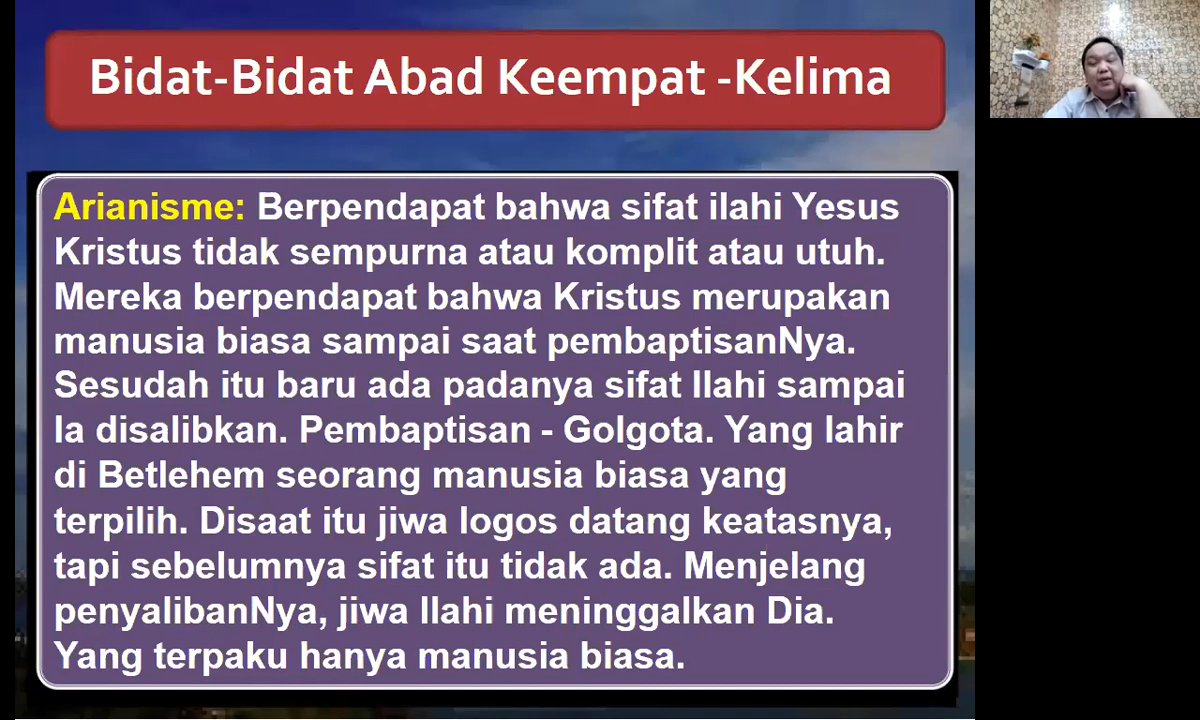 Bidat-Bidat Abad Keempat -Kelima
Arianisme: Berpendapat bahwa sifat ilahi Yesus
Kristus tidak sempurna atau komplit atau utuh.
Mereka berpendapat bahwa Kristus merupakan
manusia biasa sampai saat pembaptisanNya.
Sesudah itu baru ada padanya sifat Ilahi sampai
Ia disalibkan. Pembaptisan - Golgota. Yang lahir
di Betlehem seorang manusia biasa yang
terpilih. Disaat itu jiwa logos datang keatasnya,
tapi sebelumnya sifat itu tidak ada. Menjelang
penyalibanNya, jiwa Ilahi meninggalkan Dia.
Yang terpaku hanya manusia biasa.